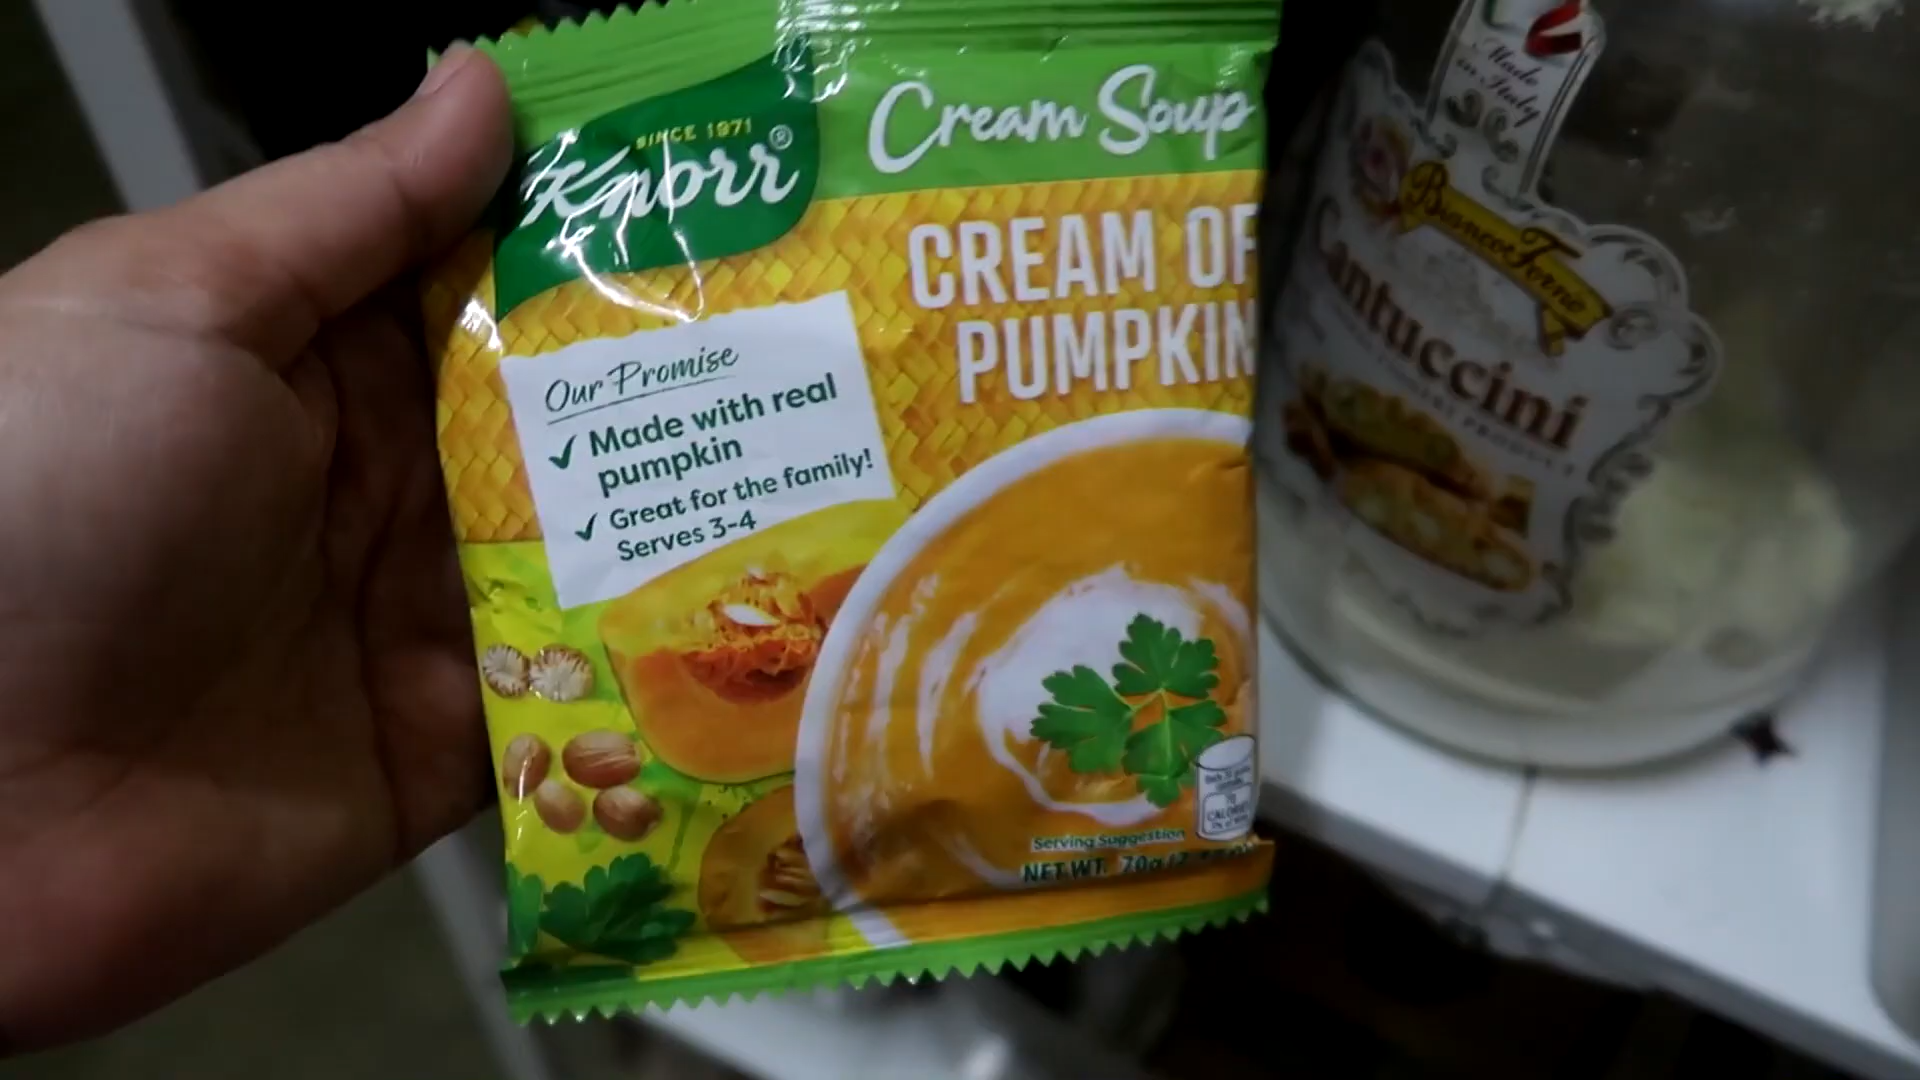 SINCE 1971
Knorr®
Cream Soup
CREAM OF
PUMPKIN
Our Promise
✓ Made with real
pumpkin
✓ Great for the family!
Serves 3-4
Serving Suggestion
NET WT. 70g
CALORIES
Made
in Italy
Biancoforno
Cantuccini